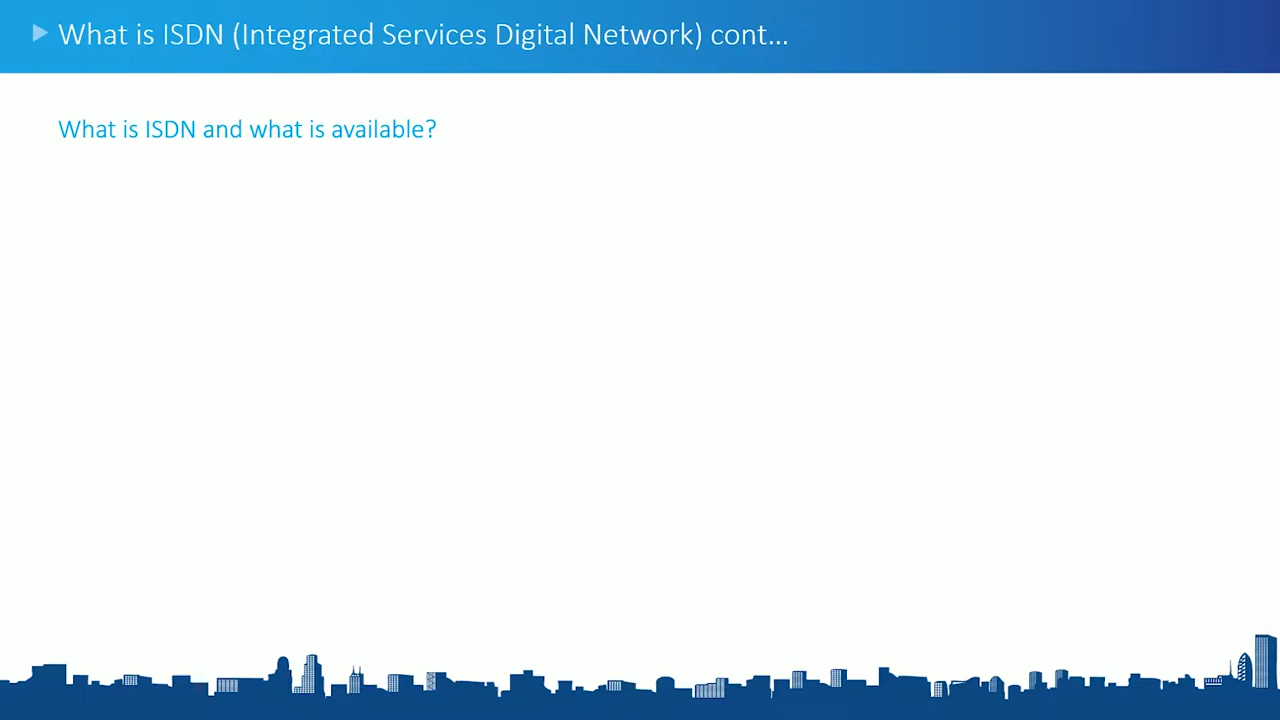 What is ISDN (Integrated Services Digital Network) cont...
What is ISDN and what is available?